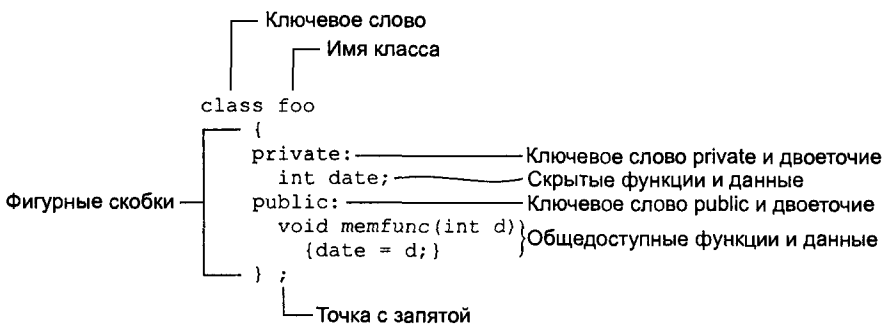 Ключевое слово
Имя класса
class foo
{
private: Ключевое слово private и двоеточие
int date; Скрытые функции и данные
Фигурные скобки public: Ключевое слово public и двоеточие
void memfunc(int d)
{date = d;} Общедоступные функции и данные
} ;
Точка с запятой